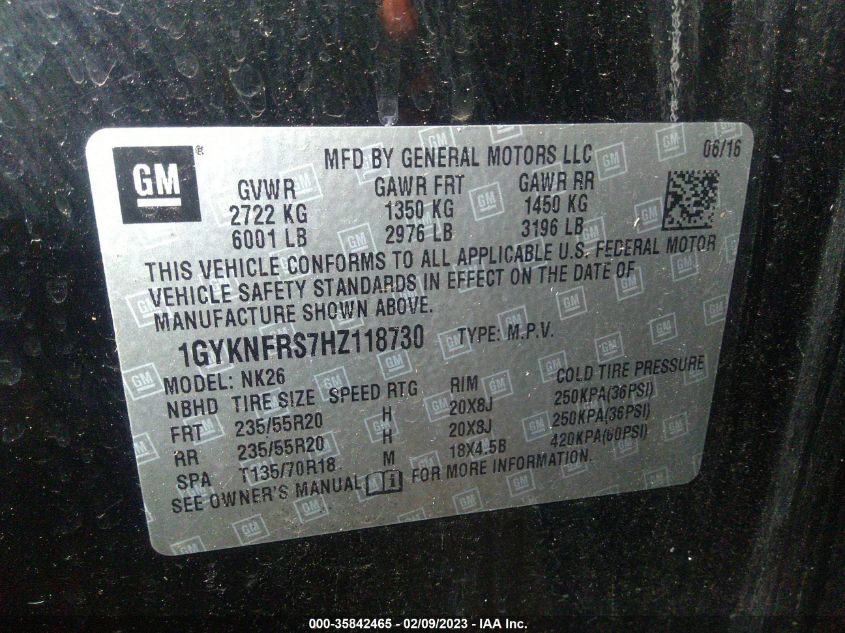 GM ® MFD BY GENERAL MOTORS LLC 06/16
GVWR GAWR FRT GAWR RR
2722 KG 1350 KG 1450 KG
6001 LB 2976 LB 3196 LB
THIS VEHICLE CONFORMS TO ALL APPLICABLE U.S. FEDERAL MOTOR
VEHICLE SAFETY STANDARDS IN EFFECT ON THE DATE OF
MANUFACTURE SHOWN ABOVE.
1GYKNFRS7HZ118730 TYPE: M.P.V.
MODEL: NK26
NBHD TIRE SIZE SPEED RTG RIM COLD TIRE PRESSURE
FRT 235/55R20 H 20X8J 250KPA(36PSI)
RR 235/55R20 H 20X8J 250KPA(36PSI)
SPA T135/70R18 M 18X4.5B 420KPA(60PSI)
SEE OWNER'S MANUAL i FOR MORE INFORMATION.
000-35842465 - 02/09/2023 - IAA Inc.